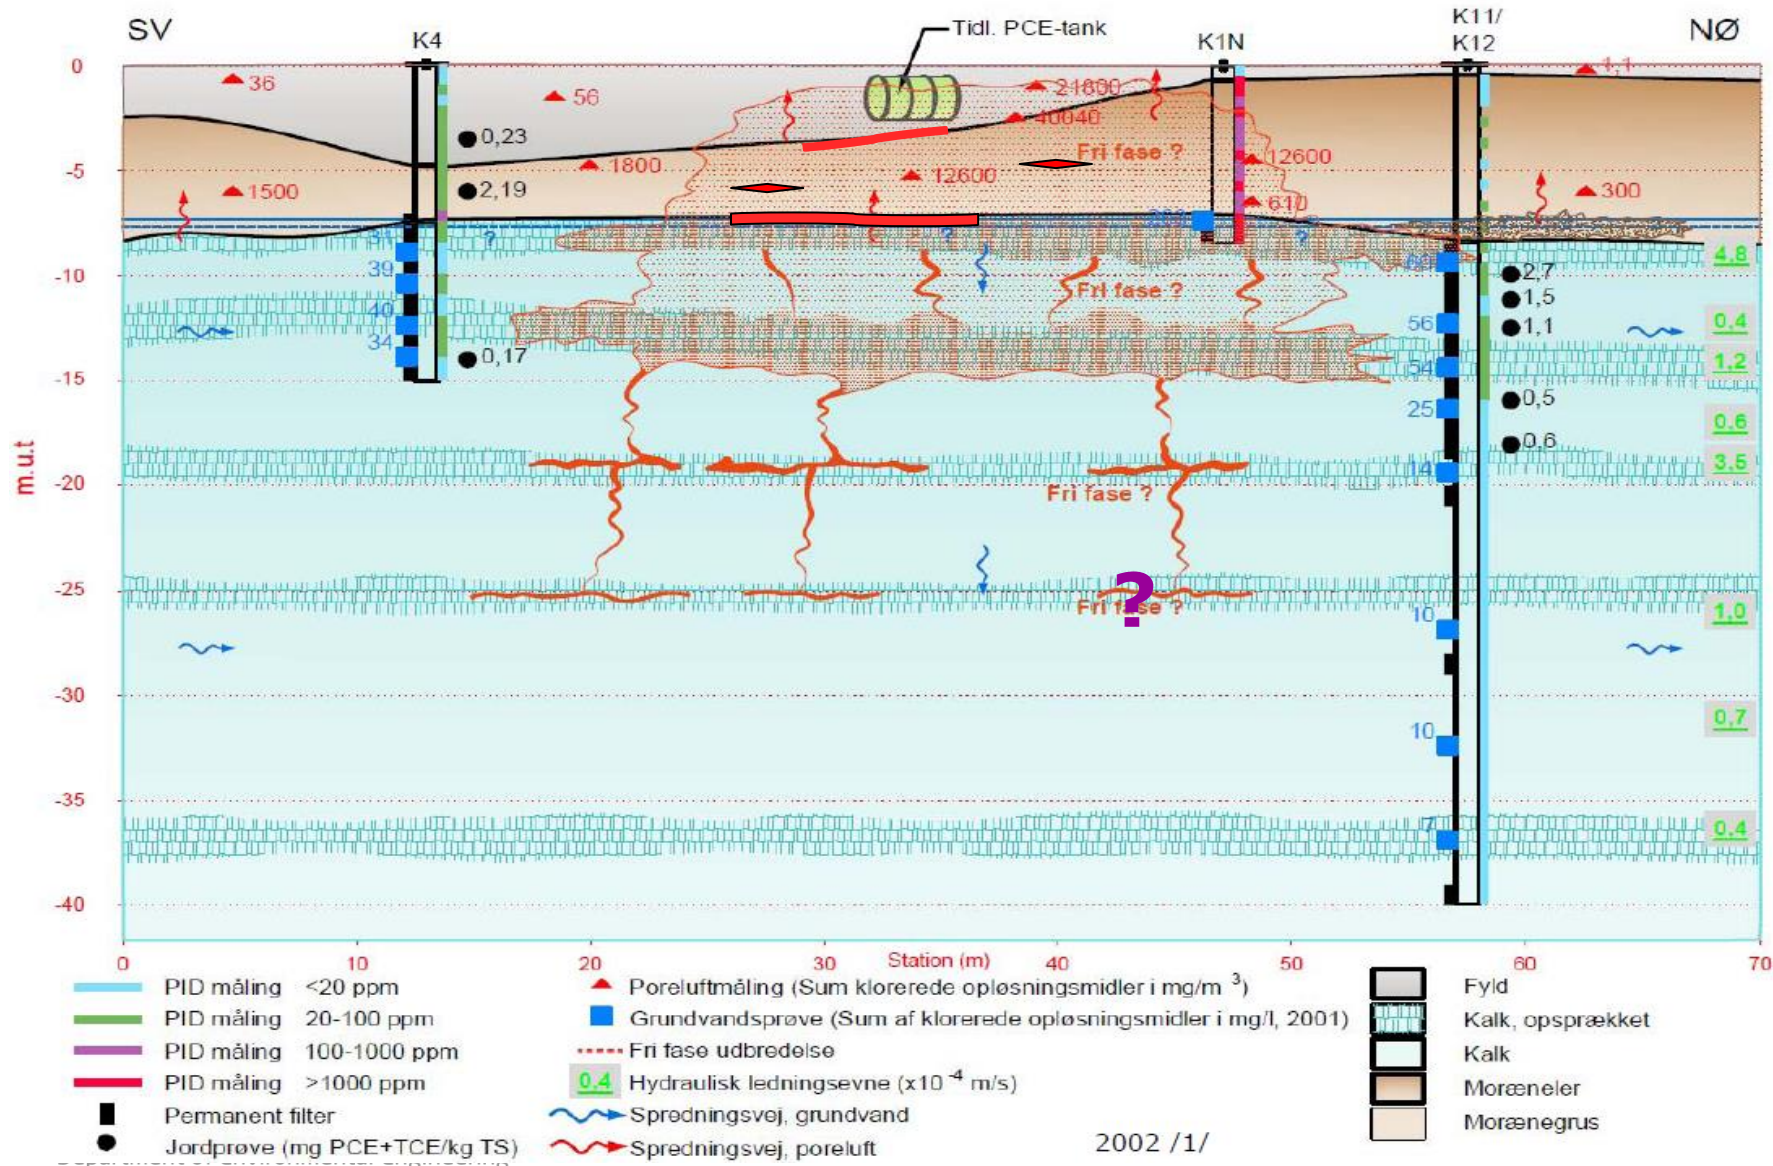 SV
K4
Tidl. PCE-tank
K1N
K11/
K12
NØ
0
-5
-10
-15
-20
-25
-30
-35
-40
m.u.t
36
56
21800
40040
1,1
0,23
1800
Fri fase ?
12600
12600
2,19
1500
610
300
?
?
?
31
39
40
34
0,17
Fri fase ?
60
56
54
25
14
10
10
7
2,7
1,5
1,1
0,5
0,6
4,8
0,4
1,2
0,6
3,5
1,0
0,7
0,4
Fri fase ?
Fri fase ?
?
0 10 20 30 Station (m) 40 50 60 70
PID måling <20 ppm
PID måling 20-100 ppm
PID måling 100-1000 ppm
PID måling >1000 ppm
Permanent filter
Jordprøve (mg PCE+TCE/kg TS)
Poreluftmåling (Sum klorerede opløsningsmidler i mg/m ³)
Grundvandsprøve (Sum af klorerede opløsningsmidler i mg/l, 2001)
Fri fase udbredelse
0,4 Hydraulisk ledningsevne (x10 ⁻⁴ m/s)
Spredningsvej, grundvand
Spredningsvej, poreluft
2002 /1/
Fyld
Kalk, opsprækket
Kalk
Moræneler
Morænegrus